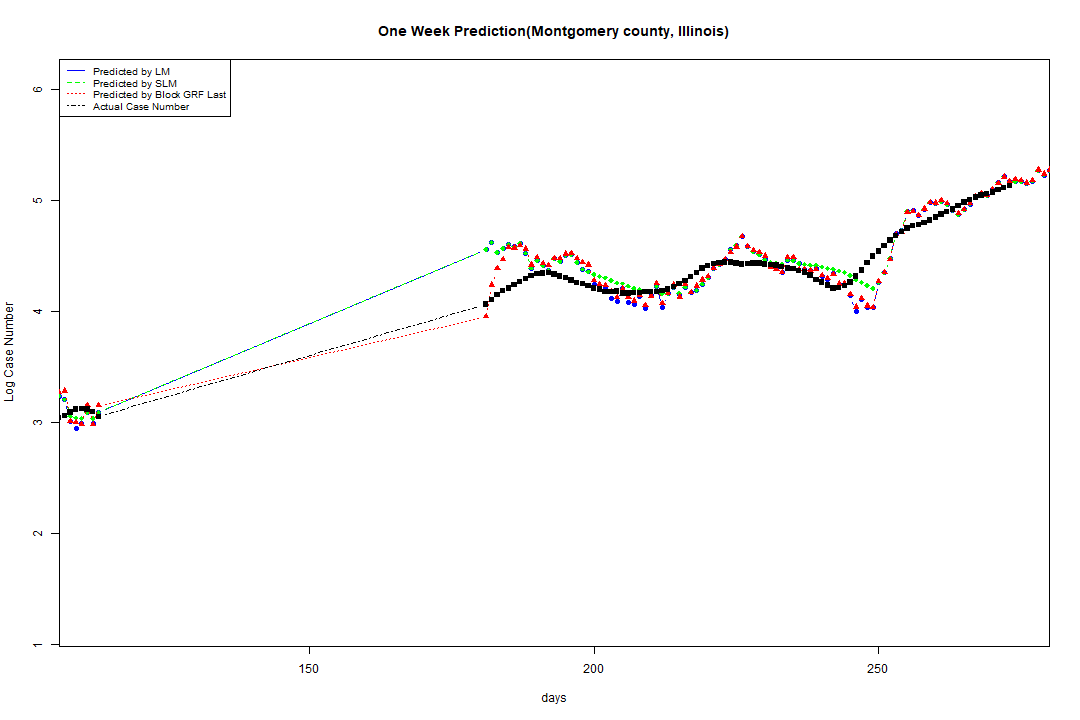 One Week Prediction(Montgomery county, Illinois)
Predicted by LM
Predicted by SLM
Predicted by Block GRF Last
Actual Case Number
6
5
4
3
2
1
Log Case Number
150
200
250
days